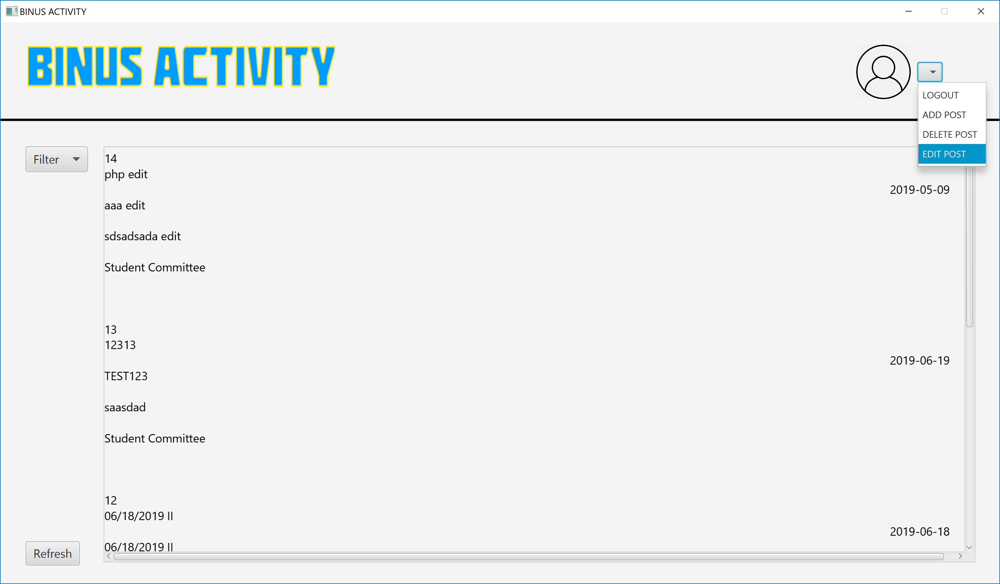 BINUS ACTIVITY
BINUS ACTIVITY
LOGOUT
ADD POST
DELETE POST
EDIT POST
Filter
14
php edit
2019-05-09
aaa edit
sdsadsada edit
Student Committee
13
12313
2019-06-19
TEST123
saasdad
Student Committee
12
06/18/2019 II
2019-06-18
06/18/2019 II
Refresh